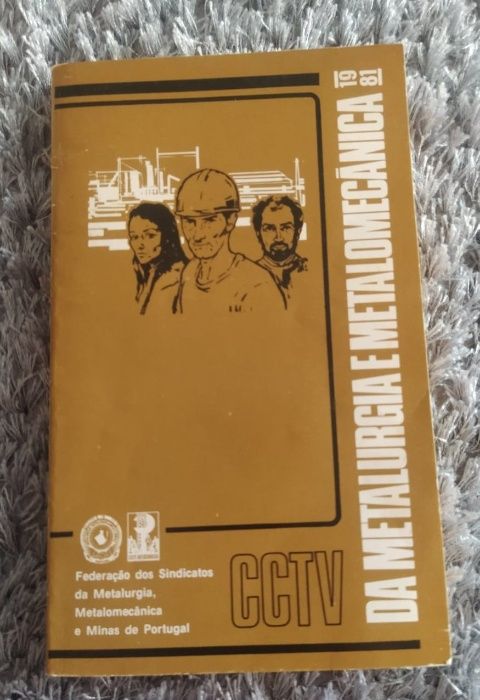 DA METALURGIA E METALOMECÂNICA
19
81
CCTV
Federação dos Sindicatos
da Metalurgia,
Metalomecânica
e Minas de Portugal